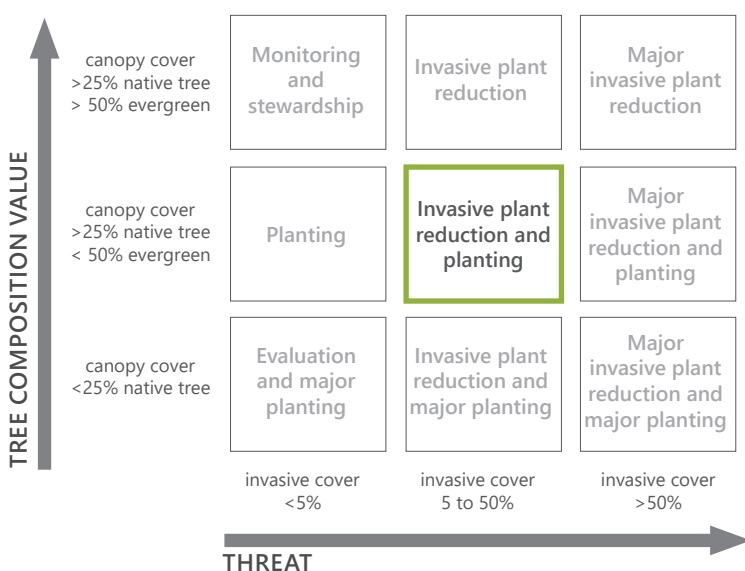 canopy cover
>25% native tree
> 50% evergreen
Monitoring
and
stewardship
Invasive plant
reduction
Major
invasive plant
reduction
canopy cover
>25% native tree
< 50% evergreen
Planting
Invasive plant
reduction and
planting
Major
invasive plant
reduction and
planting
canopy cover
<25% native tree
Evaluation
and major
planting
Invasive plant
reduction and
major planting
Major
invasive plant
reduction and
major planting
TREE COMPOSITION VALUE
invasive cover
<5%
invasive cover
5 to 50%
invasive cover
>50%
THREAT